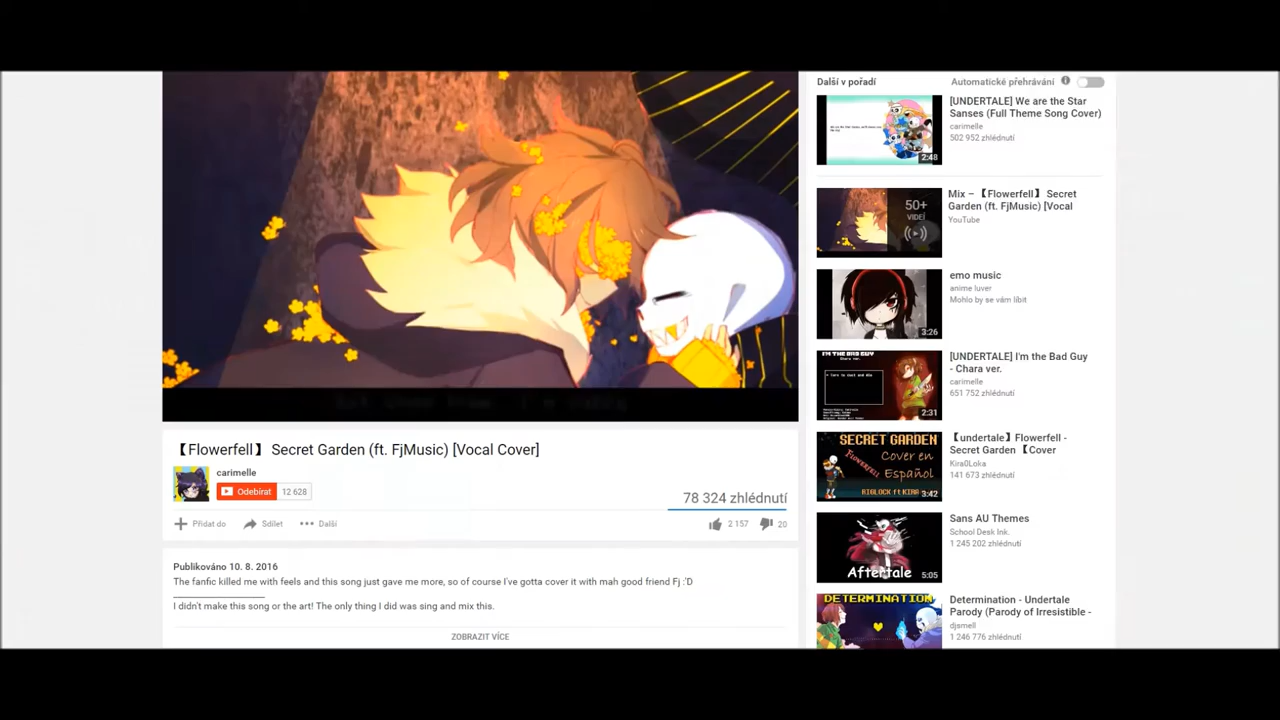 【Flowerfell】 Secret Garden (ft. FjMusic) [Vocal Cover]
carimelle
Odebírat 12 628
78 324 zhlédnutí
Přidat do
Sdílet
Další
2 157
20
Publikováno 10. 8. 2016
The fanfic killed me with feels and this song just gave me more, so of course I've gotta cover it with mah good friend Fj :'D
I didn't make this song or the art! The only thing I did was sing and mix this.
ZOBRAZIT VÍCE
Další v pořadí
Automatické přehrávání
[UNDERTALE] We are the Star
Sanses (Full Theme Song Cover)
carimelle
502 952 zhlédnutí
2:48
Mix – 【Flowerfell】 Secret
Garden (ft. FjMusic) [Vocal
YouTube
50+
VIDEÍ
emo music
anime luver
Mohlo by se vám líbit
3:26
[UNDERTALE] I'm the Bad Guy
- Chara ver.
carimelle
651 752 zhlédnutí
I'M THE BAD GUY
Chara ver.
2:31
【undertale】Flowerfell -
Secret Garden 【Cover
Kira0Loka
141 673 zhlédnutí
SECRET GARDEN
FLOWERFELL
Cover en
Español
3:42
Sans AU Themes
School Desk Ink.
1 245 202 zhlédnutí
Aftertale
5:05
Determination - Undertale
Parody (Parody of Irresistible -
djsmell
1 246 776 zhlédnutí
DETERMINATION